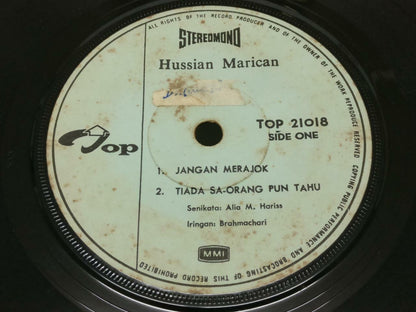 ALL RIGHTS OF THE RECORD PRODUCER AND OF THE OWNER OF THE WORK REPRODUCE RESERVED COPYING PUBLIC PERFORMANCE AND BROCASTING OF THIS RECORD PROHIBITED
STEREOMONO
Hussian Marican
Top
TOP 21018
SIDE ONE
1. JANGAN MERAJOK
2. TIADA SA-ORANG PUN TAHU
Senikata: Alia M. Hariss
Iringan: Brahmachari
MMI